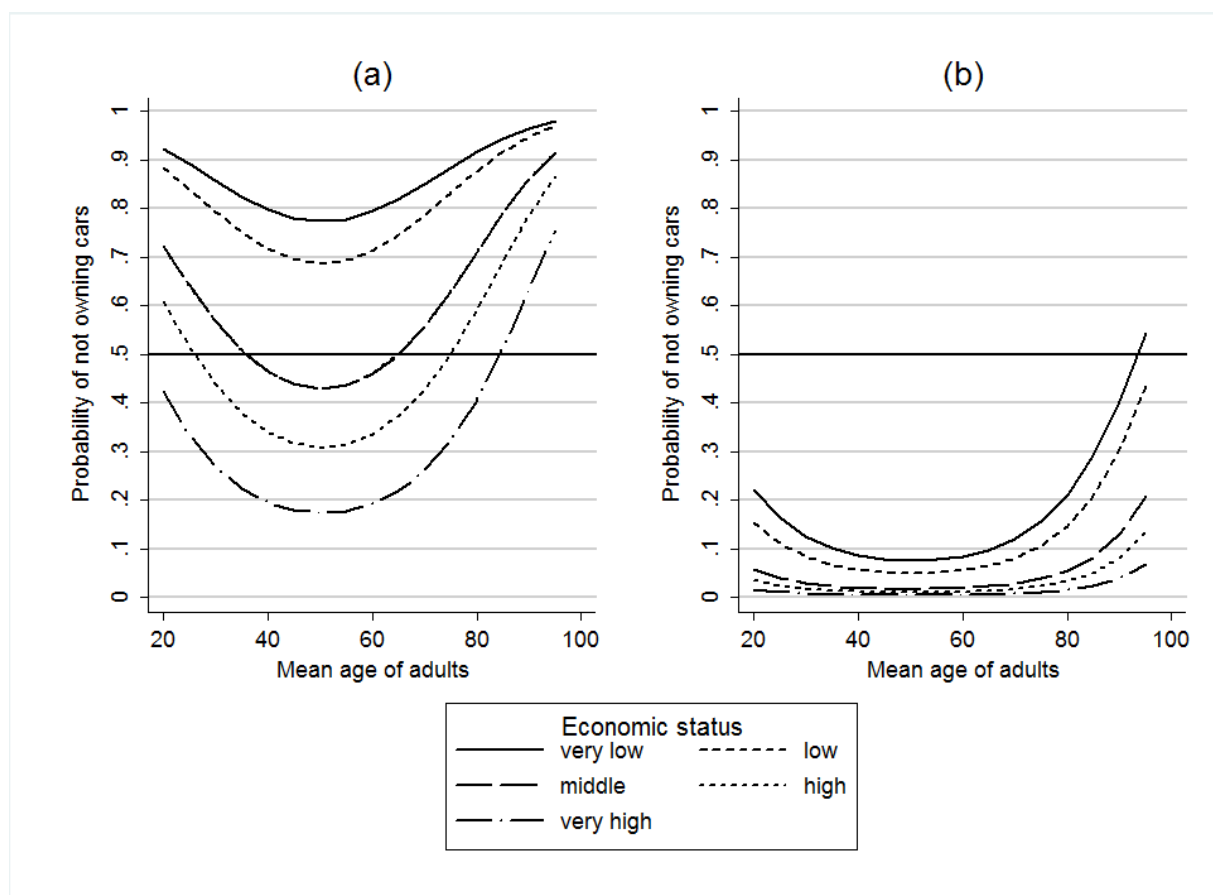 (a)
Probability of not owning cars
1
.9
.8
.7
.6
.5
.4
.3
.2
.1
0
20 40 60 80 100
Mean age of adults
(b)
Probability of not owning cars
1
.9
.8
.7
.6
.5
.4
.3
.2
.1
0
20 40 60 80 100
Mean age of adults
Economic status
very low low
middle high
very high